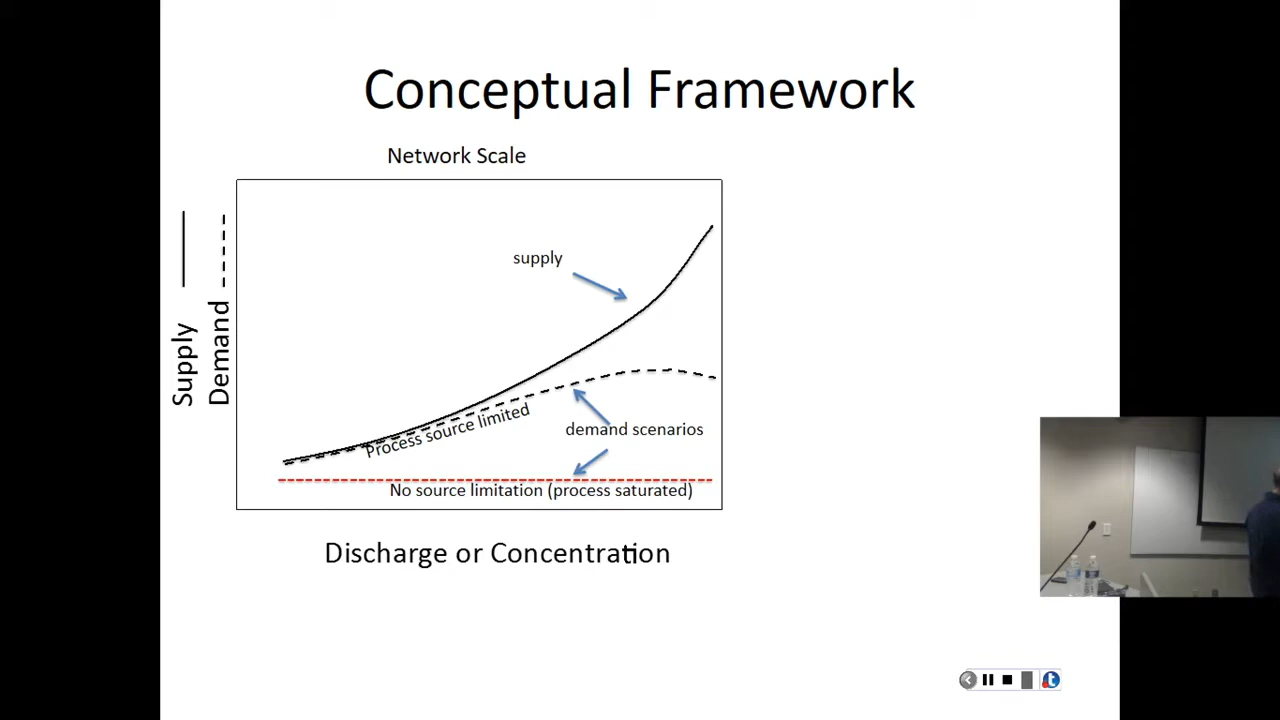 Conceptual Framework
Network Scale
Supply
Demand
supply
Process source limited
demand scenarios
No source limitation (process saturated)
Discharge or Concentration
t